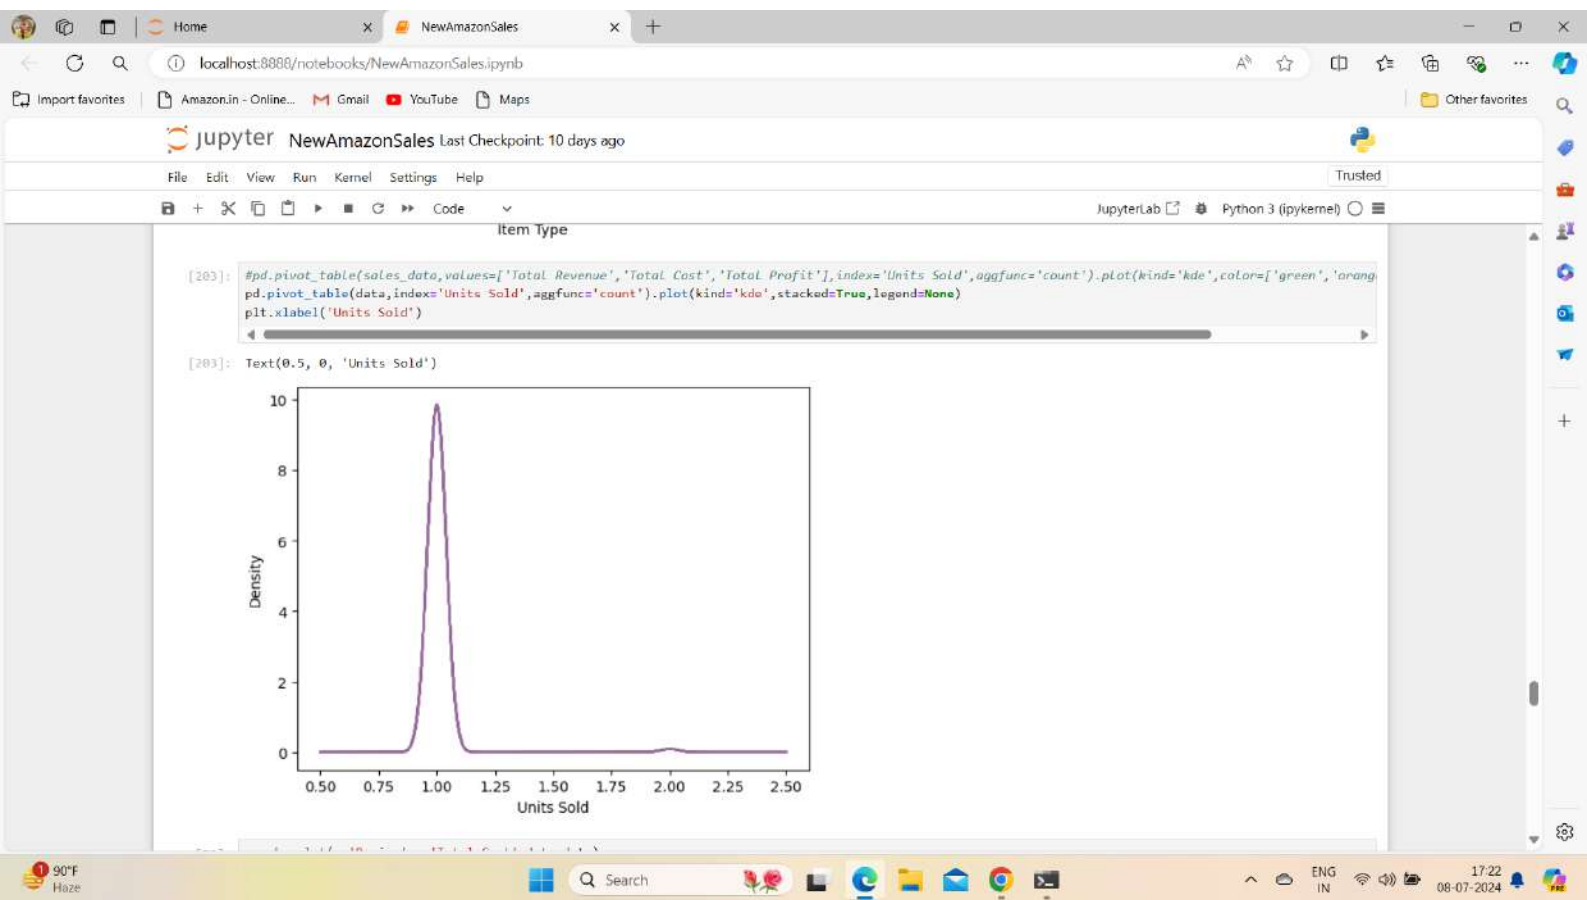 Home
NewAmazonSales
localhost:8888/notebooks/NewAmazonSales.ipynb
Import favorites
Amazon.in - Online...
Gmail
YouTube
Maps
Other favorites
jupyter NewAmazonSales Last Checkpoint: 10 days ago
File Edit View Run Kernel Settings Help
Trusted
Code
JupyterLab
Python 3 (ipykernel)
Item Type
[203]: #pd.pivot_table(sales_data,values=['Total Revenue','Total Cost','Total Profit'],index='Units Sold',aggfunc='count').plot(kind='kde',color=['green','orang
pd.pivot_table(data,index='Units Sold',aggfunc='count').plot(kind='kde',stacked=True,legend=None)
plt.xlabel('Units Sold')
[203]: Text(0.5, 0, 'Units Sold')
10
8
6
4
2
0
Density
0.50 0.75 1.00 1.25 1.50 1.75 2.00 2.25 2.50
Units Sold
1
90°F
Haze
Search
ENG
IN
17:22
08-07-2024
PRE